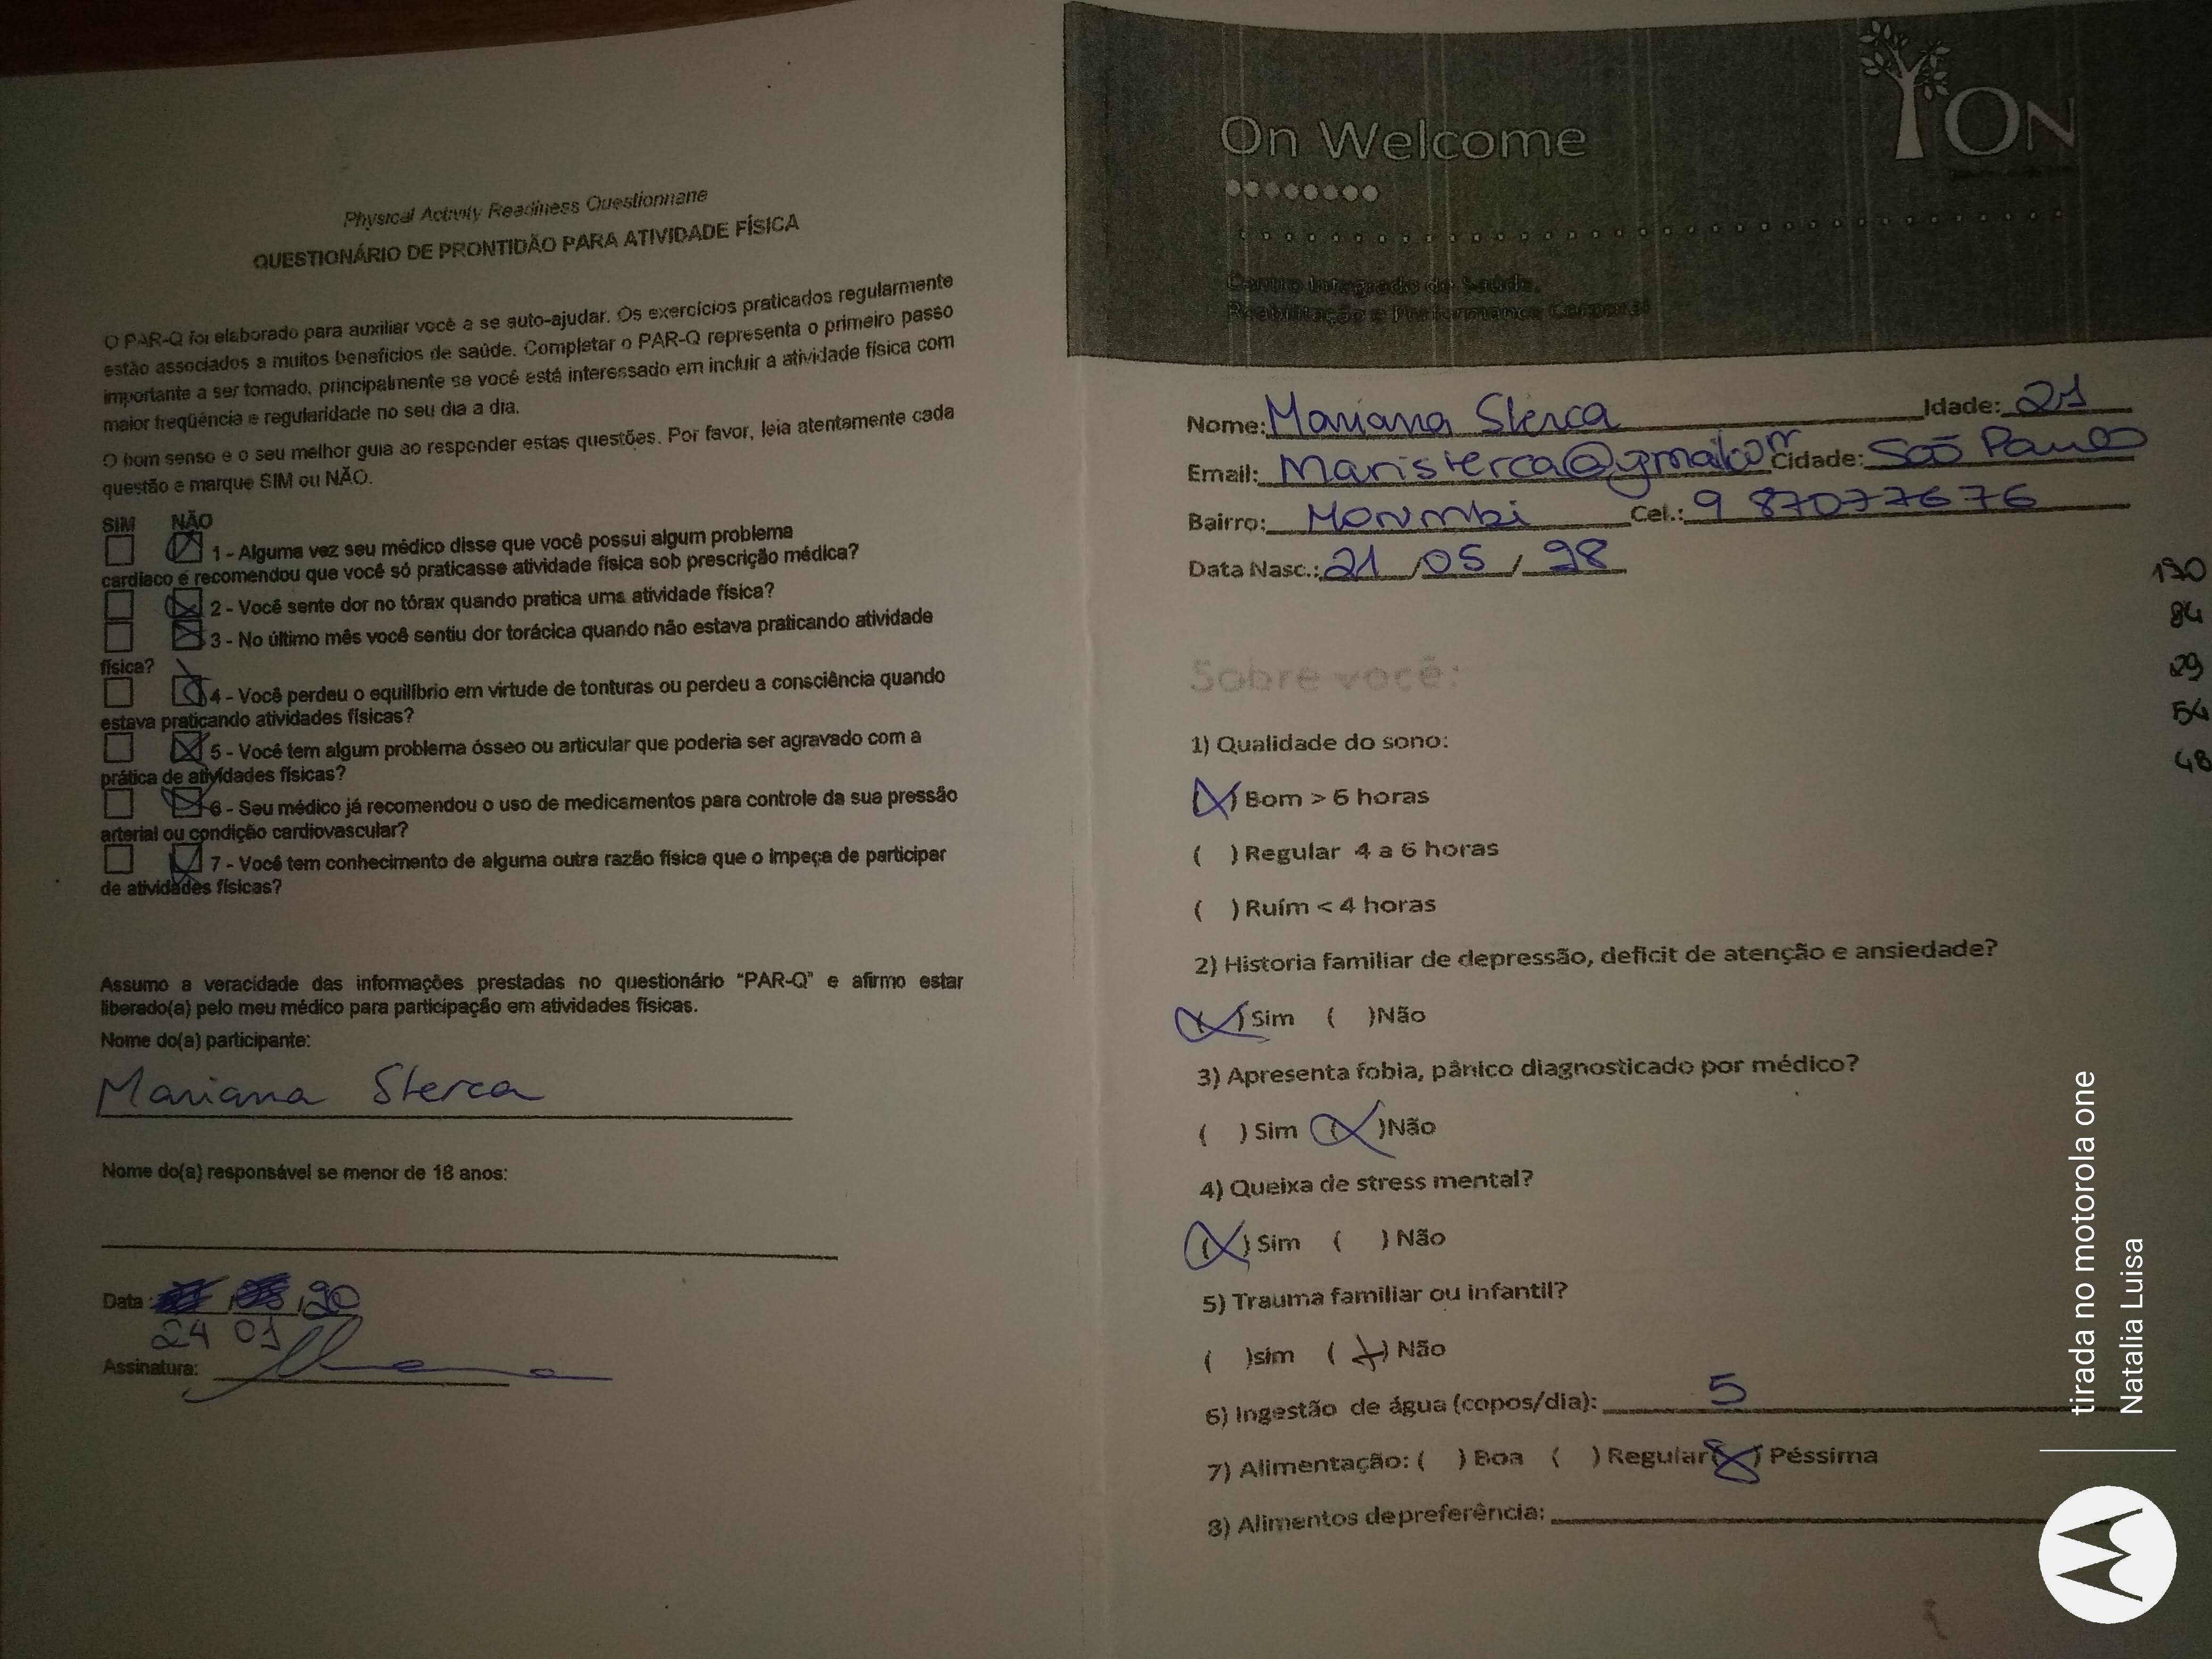 Physical Activity Readiness Questionnaire
QUESTIONÁRIO DE PRONTIDÃO PARA ATIVIDADE FÍSICA
O PAR-Q foi elaborado para auxiliar você a se auto-ajudar. Os exercícios praticados regularmente
estão associados a muitos benefícios de saúde. Completar o PAR-Q representa o primeiro passo
importante a ser tomado, principalmente se você está interessado em incluir a atividade física com
maior freqüência e regularidade no seu dia a dia.
O bom senso e o seu melhor guia ao responder estas questões. Por favor, leia atentamente cada
questão e marque SIM ou NÃO.
SIM NÃO
1 - Alguma vez seu médico disse que você possui algum problema
cardíaco e recomendou que você só praticasse atividade física sob prescrição médica?
2 - Você sente dor no tórax quando pratica uma atividade física?
3 - No último mês você sentiu dor torácica quando não estava praticando atividade
física?
4 - Você perdeu o equilíbrio em virtude de tonturas ou perdeu a consciência quando
estava praticando atividades físicas?
5 - Você tem algum problema ósseo ou articular que poderia ser agravado com a
prática de atividades físicas?
6 - Seu médico já recomendou o uso de medicamentos para controle da sua pressão
arterial ou condição cardiovascular?
7 - Você tem conhecimento de alguma outra razão física que o impeça de participar
de atividades físicas?
Assumo a veracidade das informações prestadas no questionário "PAR-Q" e afirmo estar
liberado(a) pelo meu médico para participação em atividades físicas.
Nome do(a) participante:
Mariana Sterca
Nome do(a) responsável se menor de 18 anos:
Data:
24 01
Assinatura:
On Welcome
ON
Centro Integrado de Saúde,
Reabilitação e Performance Corporal
Nome: Mariana Sterca Idade: 21
Email: maristerca@gmail.com Cidade: São Paulo
Bairro: Morumbi Cel.: 9 87077676
Data Nasc.: 21/05/98
Sobre você:
1) Qualidade do sono:
(X) Bom > 6 horas
( ) Regular 4 a 6 horas
( ) Ruím < 4 horas
2) Historia familiar de depressão, deficit de atenção e ansiedade?
(X) Sim ( ) Não
3) Apresenta fobia, pânico diagnosticado por médico?
( ) Sim (X) Não
4) Queixa de stress mental?
(X) Sim ( ) Não
5) Trauma familiar ou infantil?
( ) sim (X) Não
6) Ingestão de água (copos/dia): 5
7) Alimentação: ( ) Boa ( ) Regular (X) Péssima
8) Alimentos de preferência:
190
84
29
54
48
tirada no motorola one
Natalia Luisa